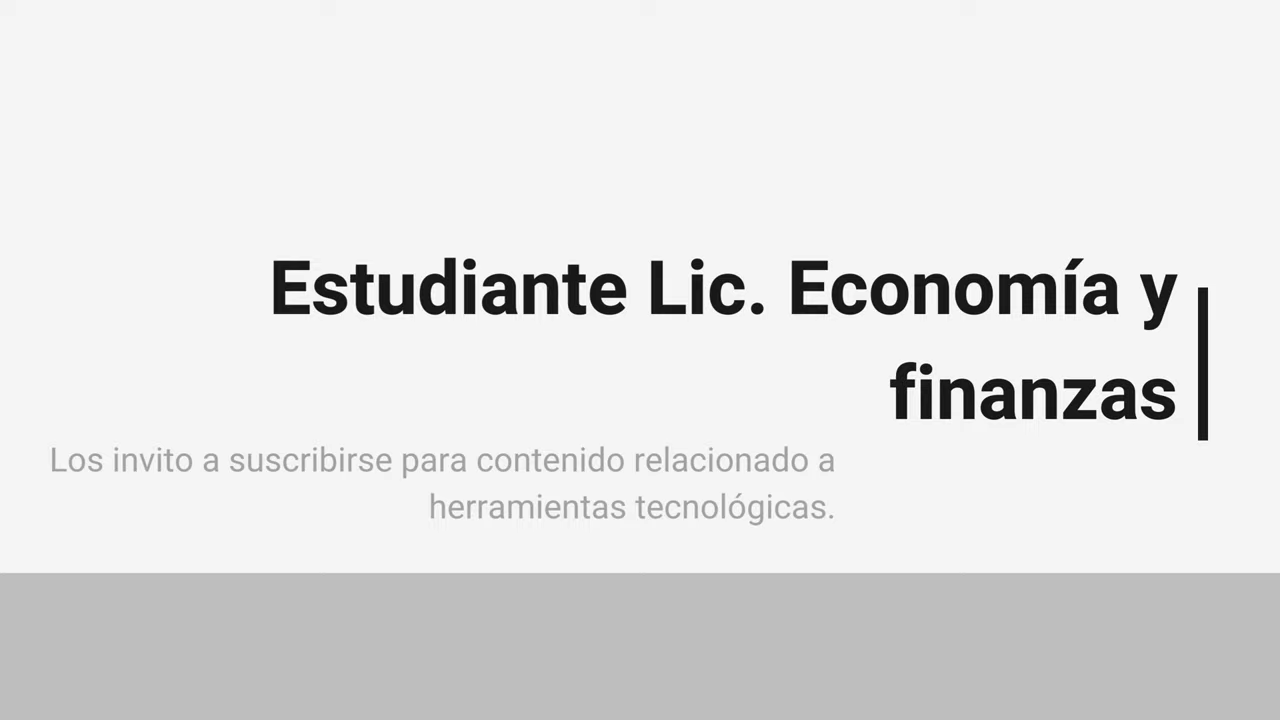 Estudiante Lic. Economía y
finanzas
Los invito a suscribirse para contenido relacionado a
herramientas tecnológicas.